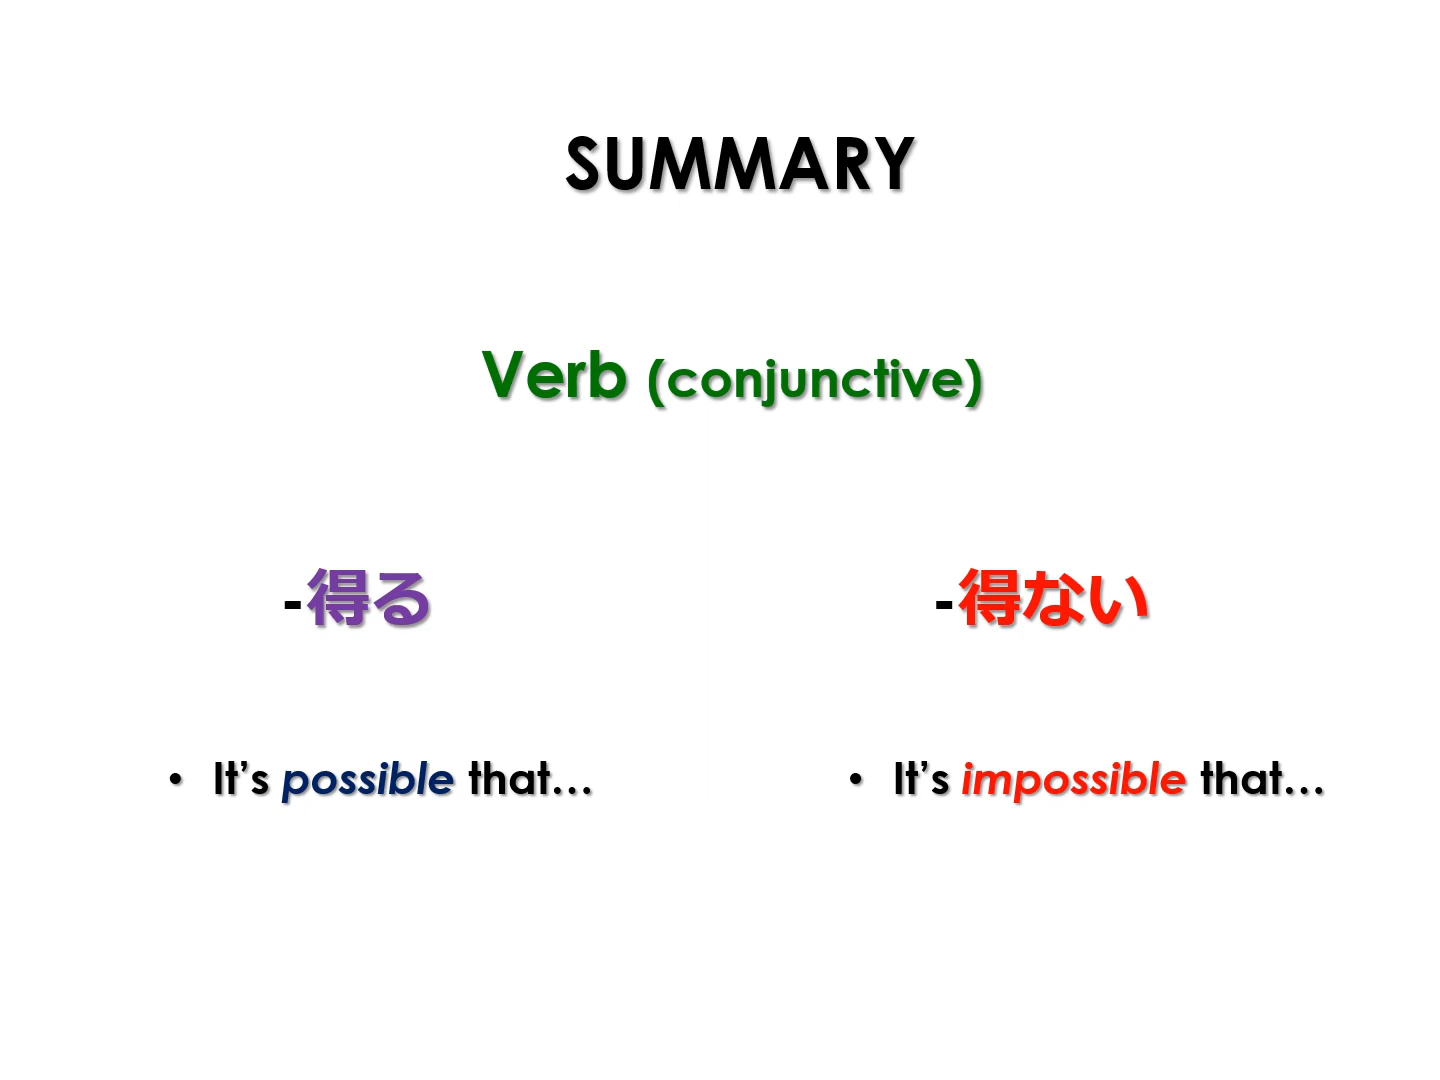 SUMMARY
Verb (conjunctive)
-得る
-得ない
• It’s possible that…
• It’s impossible that…